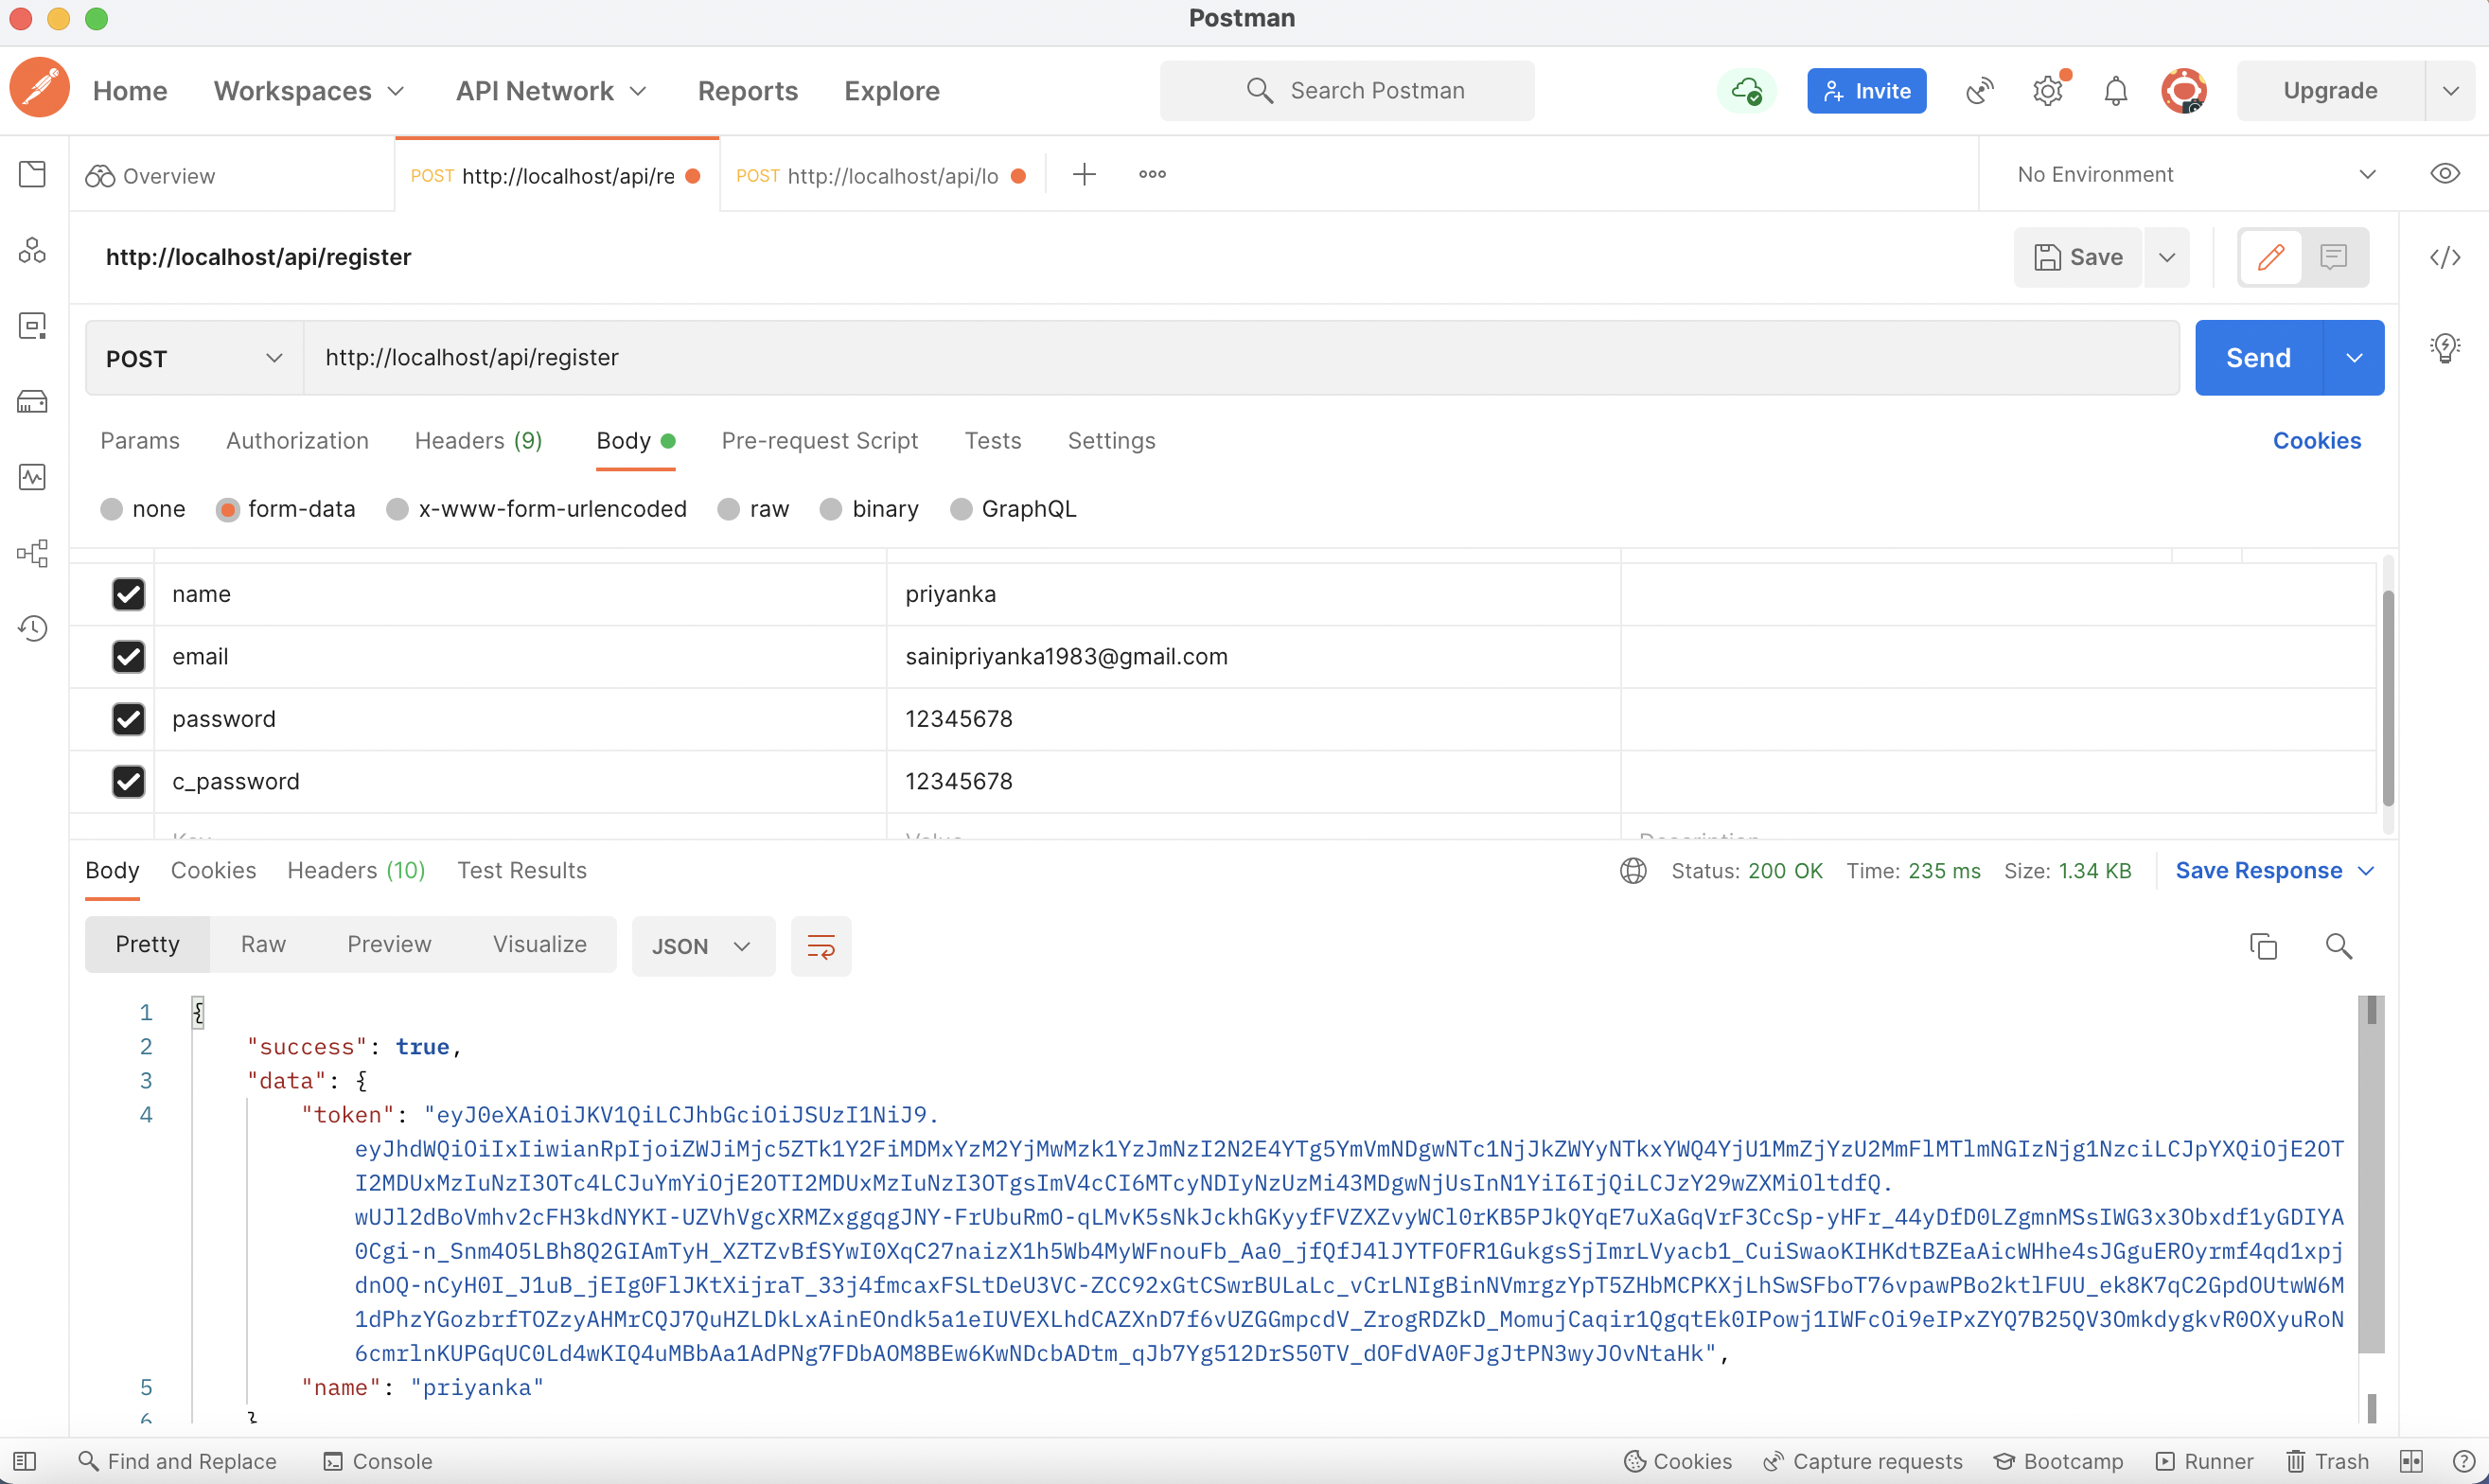 Postman
Home Workspaces API Network Reports Explore Search Postman Invite Upgrade
Overview POST http://localhost/api/re POST http://localhost/api/lo No Environment
http://localhost/api/register Save
POST http://localhost/api/register Send
Params Authorization Headers (9) Body Pre-request Script Tests Settings Cookies
none form-data x-www-form-urlencoded raw binary GraphQL
name priyanka
email sainipriyanka1983@gmail.com
password 12345678
c_password 12345678
Body Cookies Headers (10) Test Results Status: 200 OK Time: 235 ms Size: 1.34 KB Save Response
Pretty Raw Preview Visualize JSON
1 {
2 "success": true,
3 "data": {
4 "token": "eyJ0eXAiOiJKV1QiLCJhbGciOiJSUzI1NiJ9.
eyJhdWQiOiIxIiwianRpIjoiZWJiMjc5ZTk1Y2FiMDMxYzM2YjMwMzk1YzJmNzI2N2E4YTg5YmVmNDgwNTc1NjJkZWYyNTkxYWQ4YjU1MmZjYzU2MmFlMTlmNGIzNjg1NzciLCJpYXQiOjE2OT
I2MDUxMzIuNzI3OTc4LCJuYmYiOjE2OTI2MDUxMzIuNzI3OTgsImV4cCI6MTcyNDIyNzUzMi43MDgwNjUsInN1YiI6IjQiLCJzY29wZXMiOltdfQ.
wUJl2dBoVmhv2cFH3kdNYKI-UZVhVgcXRMZxggqgJNY-FrUbuRmO-qLMvK5sNkJckhGKyyfFVZXZvyWCl0rKB5PJkQYqE7uXaGqVrF3CcSp-yHFr_44yDfD0LZgmnMSsIWG3x3Obxdf1yGDIYA
0Cgi-n_Snm4O5LBh8Q2GIAmTyH_XZTZvBfSYwI0XqC27naizX1h5Wb4MyWFnouFb_Aa0_jfQfJ4lJYTFOFR1GukgsSjImrLVyacb1_CuiSwaoKIHKdtBZEaAicWHhe4sJGguEROyrmf4qd1xpj
dnOQ-nCyH0I_J1uB_jEIg0FlJKtXijraT_33j4fmcaxFSLtDeU3VC-ZCC92xGtCSwrBULaLc_vCrLNIgBinNVmrgzYpT5ZHbMCPKXjLhSwSFboT76vpawPBo2ktlFUU_ek8K7qC2GpdOUtwW6M
1dPhzYGozbrfTOZzyAHMrCQJ7QuHZLDkLxAinEOndk5a1eIUVEXLhdCAZXnD7f6vUZGGmpcdV_ZrogRDZkD_MomujCaqir1QgqtEk0IPowj1IWFcOi9eIPxZYQ7B25QV3OmkdygkvR0OXyuRoN
6cmrlnKUPGqUC0Ld4wKIQ4uMBbAa1AdPNg7FDbAOM8BEw6KwNDcbADtm_qJb7Yg512DrS50TV_dOFdVA0FJgJtPN3wyJOvNtaHk",
5 "name": "priyanka"
6 }
Find and Replace Console Cookies Capture requests Bootcamp Runner Trash